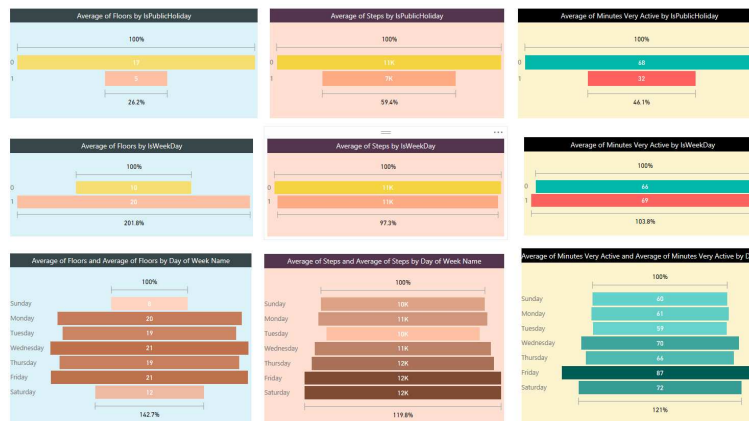 Average of Floors by IsPublicHoliday
100%
0 17
1 5
26.2%
Average of Steps by IsPublicHoliday
100%
0 11K
1 7K
59.4%
Average of Minutes Very Active by IsPublicHoliday
100%
0 68
1 32
46.1%
Average of Floors by IsWeekDay
100%
0 10
1 20
201.8%
Average of Steps by IsWeekDay
100%
0 11K
1 11K
97.3%
Average of Minutes Very Active by IsWeekDay
100%
0 66
1 69
103.8%
Average of Floors and Average of Floors by Day of Week Name
100%
Sunday
Monday 20
Tuesday 19
Wednesday 21
Thursday 19
Friday 21
Saturday 12
142.7%
Average of Steps and Average of Steps by Day of Week Name
100%
Sunday 10K
Monday 11K
Tuesday 10K
Wednesday 11K
Thursday 12K
Friday 12K
Saturday 12K
119.8%
Average of Minutes Very Active and Average of Minutes Very Active by D
100%
Sunday 60
Monday 61
Tuesday 59
Wednesday 70
Thursday 66
Friday 87
Saturday 72
121%